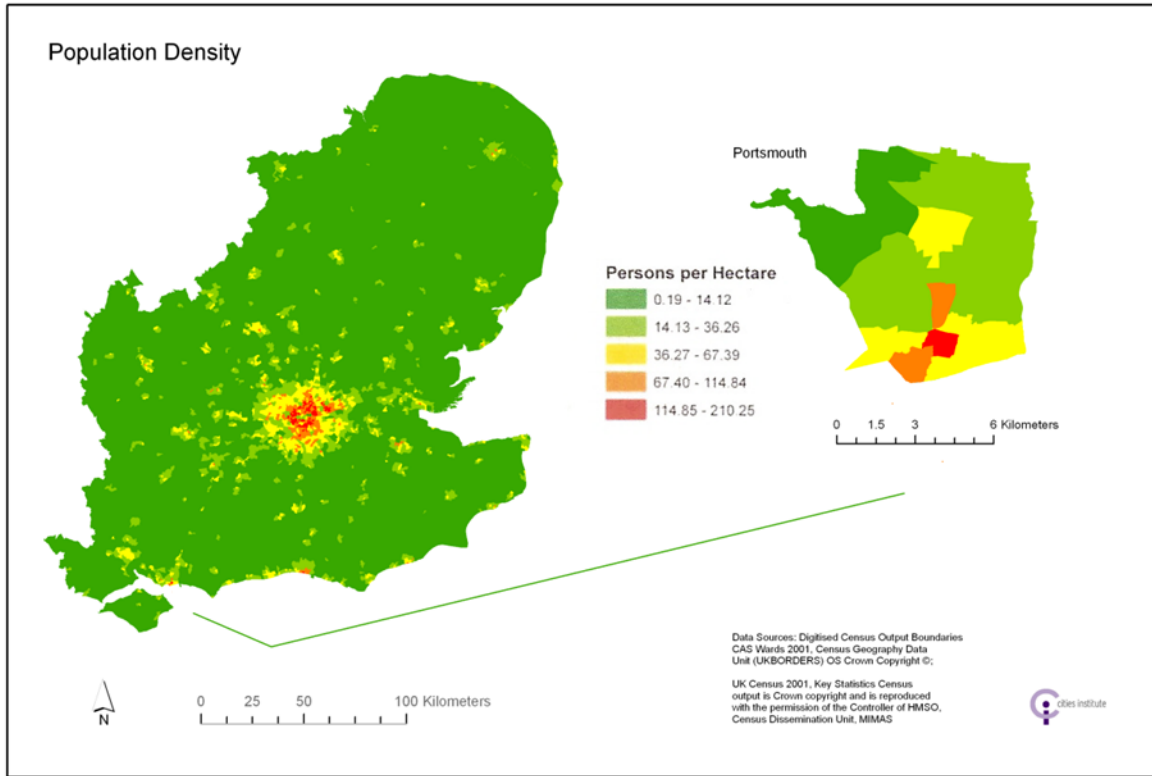 Population Density
Portsmouth
Persons per Hectare
0.19 - 14.12
14.13 - 36.26
36.27 - 67.39
67.40 - 114.84
114.85 - 210.25
0 1.5 3 6 Kilometers
Data Sources: Digitised Census Output Boundaries
CAS Wards 2001, Census Geography Data
Unit (UKBORDERS) OS Crown Copyright ©;
UK Census 2001, Key Statistics Census
output is Crown copyright and is reproduced
with the permission of the Controller of HMSO,
Census Dissemination Unit, MIMAS
N
0 25 50 100 Kilometers
cities institute